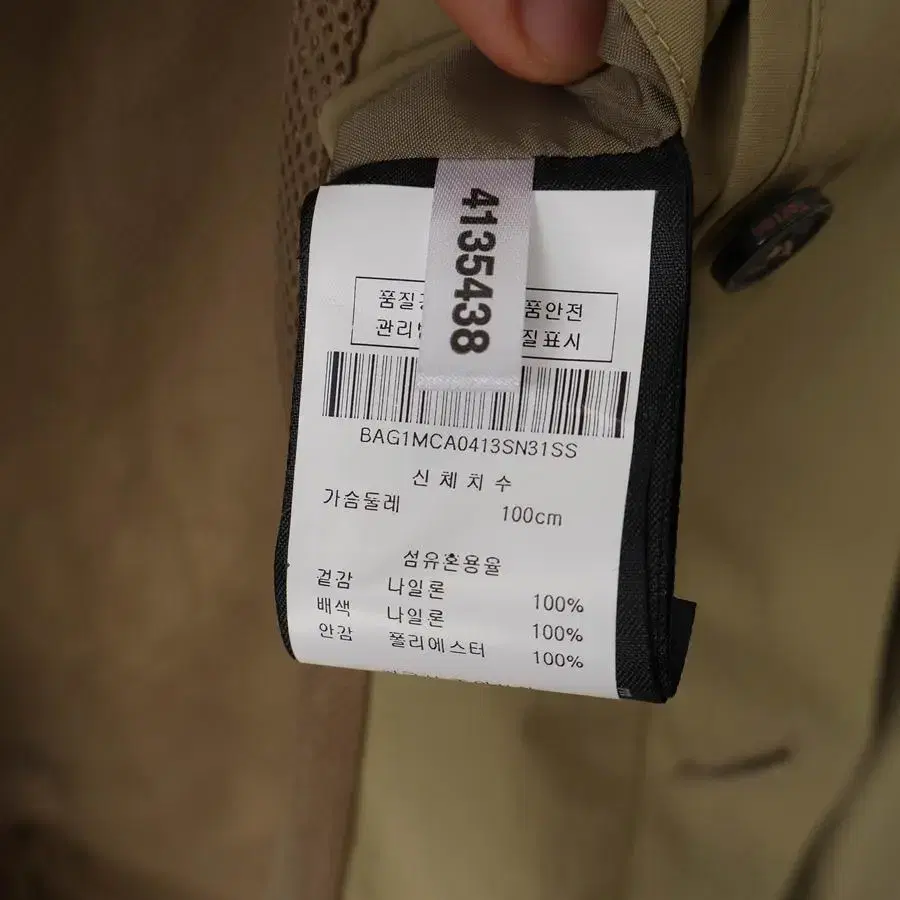 4135438
품질 품안전
관리 질표시
BAG1MCA0413SN31SS
신체치수
가슴둘레 100cm
섬유혼용율
겉감 나일론 100%
배색 나일론 100%
안감 폴리에스터 100%